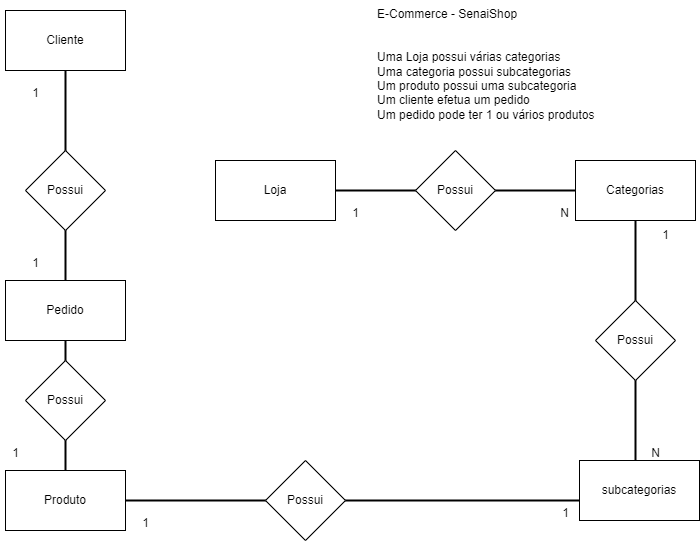 E-Commerce - SenaiShop
Cliente
Uma Loja possui várias categorias
Uma categoria possui subcategorias
Um produto possui uma subcategoria
Um cliente efetua um pedido
Um pedido pode ter 1 ou vários produtos
1
Possui
Loja
Possui
Categorias
1
N
1
1
Pedido
Possui
Possui
1
N
Produto
Possui
subcategorias
1
1